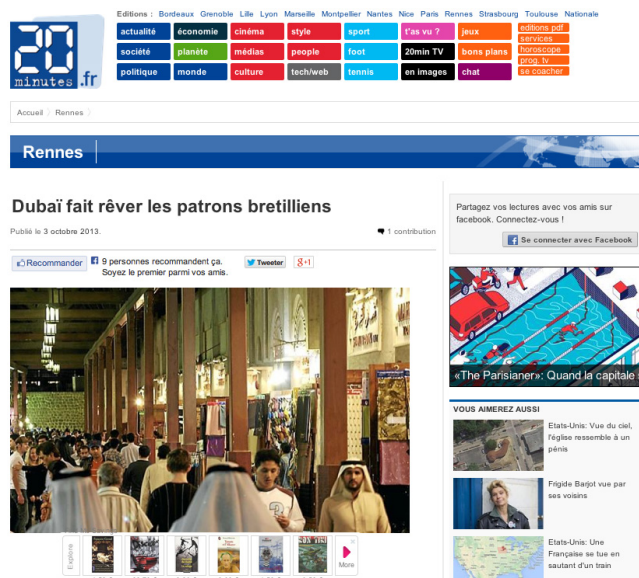 Editions : Bordeaux Grenoble Lille Lyon Marseille Montpellier Nantes Nice Paris Rennes Strasbourg Toulouse Nationale
20
minutes.fr
actualité économie cinéma style sport t'as vu ? jeux
société planète médias people foot 20min TV bons plans
politique monde culture tech/web tennis en images chat
editions pdf
services
horoscope
prog. tv
se coacher
Accueil Rennes
Rennes
Dubaï fait rêver les patrons bretilliens
Publié le 3 octobre 2013.
1 contribution
Recommander
9 personnes recommandent ça.
Soyez le premier parmi vos amis.
Tweeter
+1
Explore
More
Partagez vos lectures avec vos amis sur
facebook. Connectez-vous !
Se connecter avec Facebook
«The Parisianer»: Quand la capitale
VOUS AIMEREZ AUSSI
Etats-Unis: Vue du ciel,
l'église ressemble à un
pénis
Frigide Barjot vue par
ses voisins
Etats-Unis: Une
Française se tue en
sautant d'un train